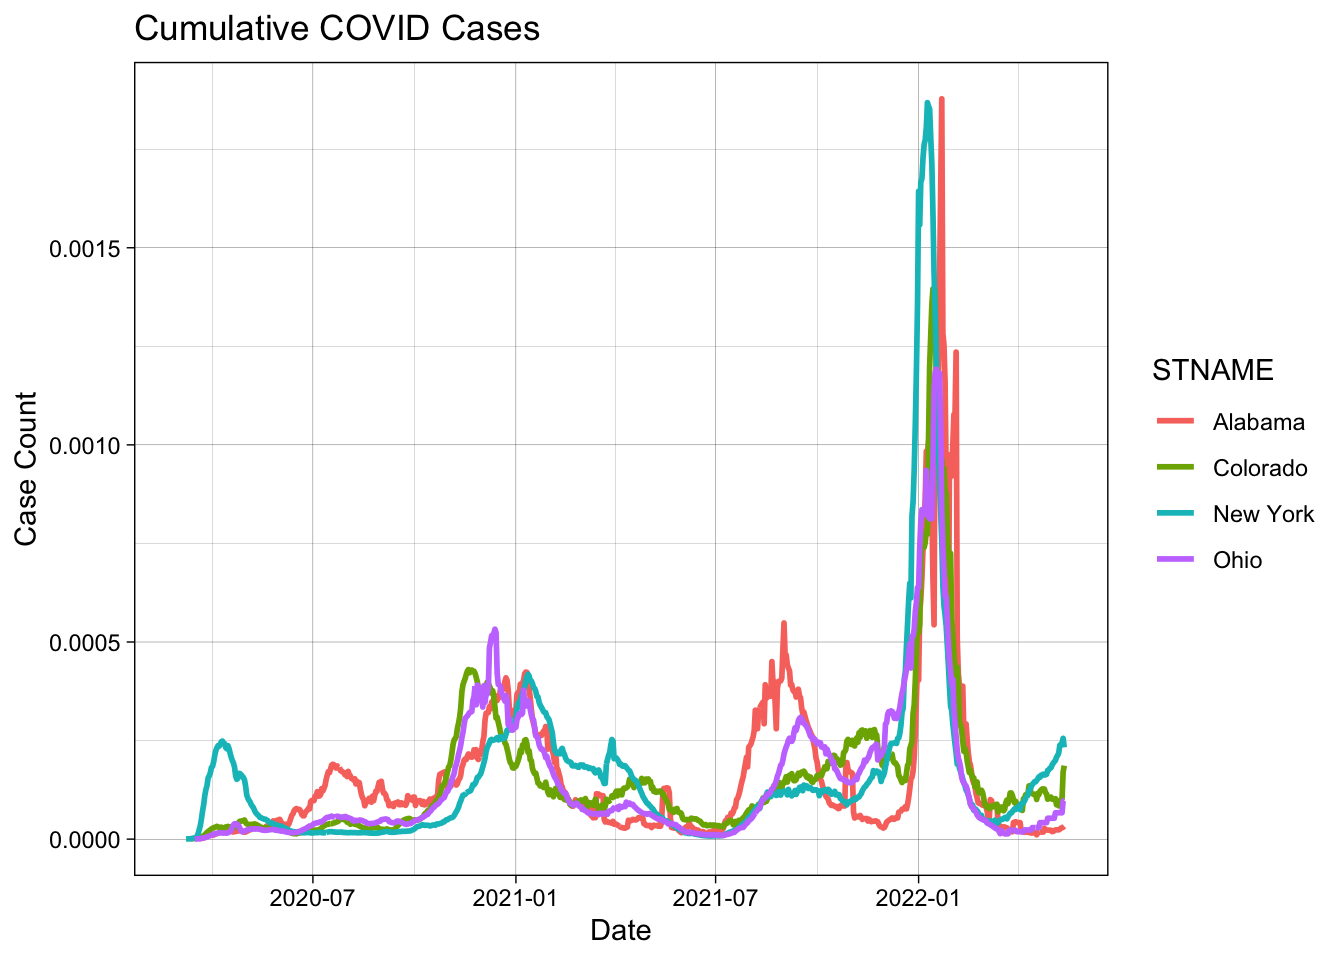 Cumulative COVID Cases
Case Count
0.0015
0.0010
0.0005
0.0000
2020-07
2021-01
2021-07
2022-01
Date
STNAME
Alabama
Colorado
New York
Ohio